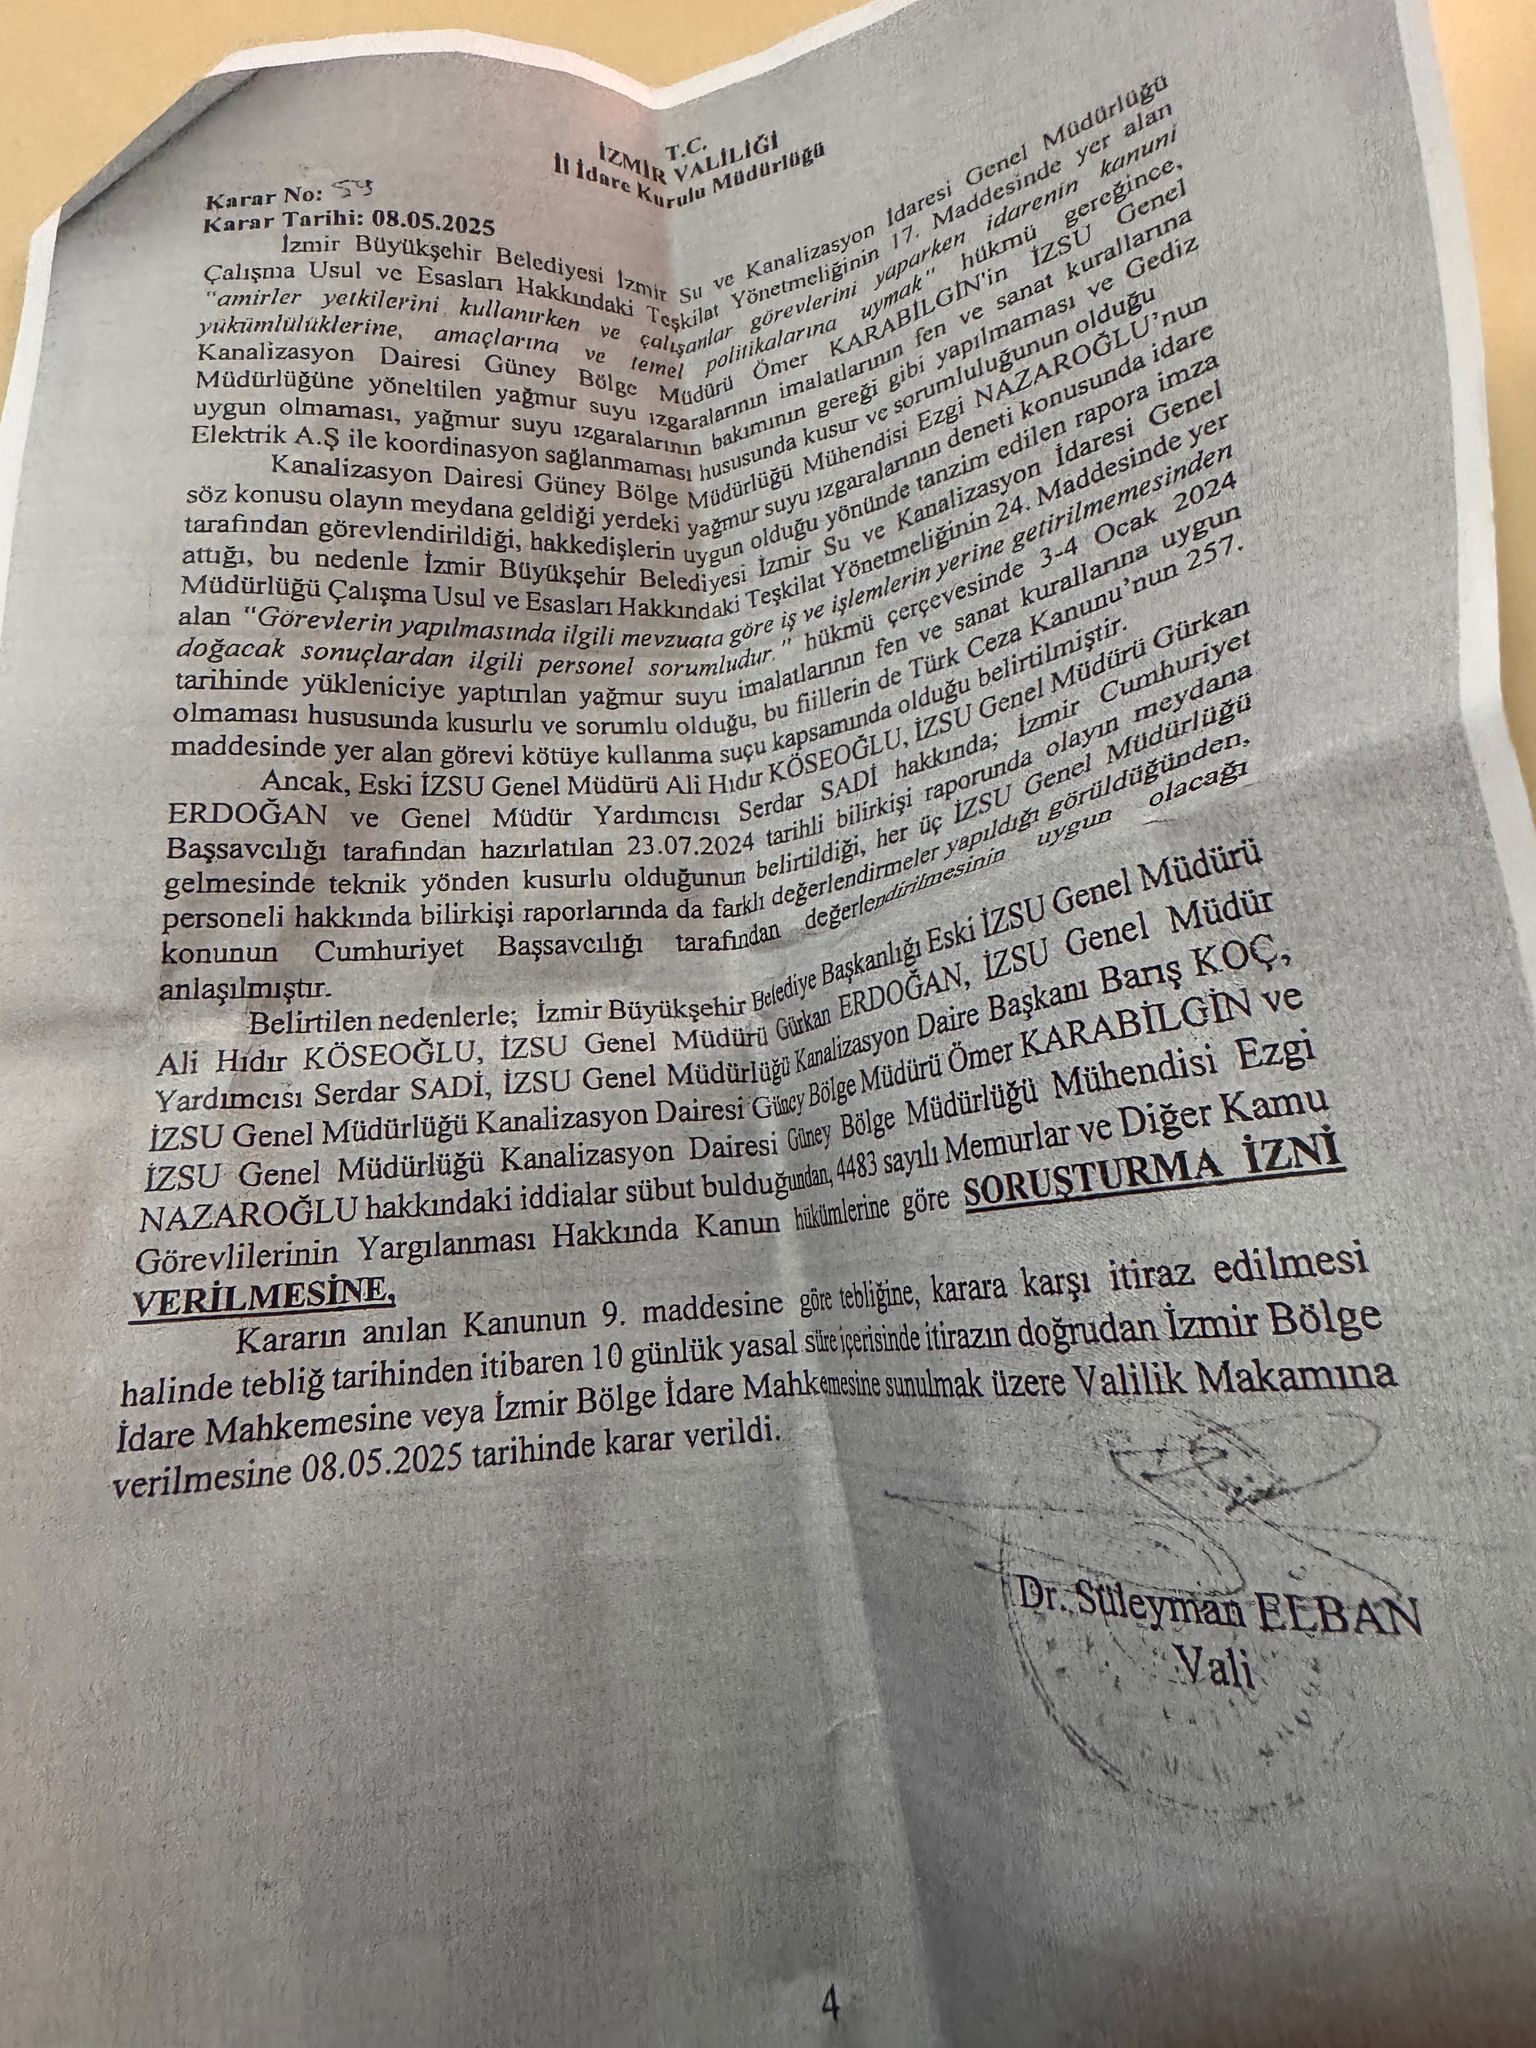 T.C.
İZMİR VALİLİĞİ
İl İdare Kurulu Müdürlüğü
Karar No:
Karar Tarihi: 08.05.2025
İzmir Büyükşehir Belediyesi İzmir Su ve Kanalizasyon İdaresi Genel Müdürlüğü
Çalışma Usul ve Esasları Hakkındaki Teşkilat Yönetmeliğinin 17. Maddesinde yer alan
"amirler yetkilerini kullanırken ve çalışanlar görevlerini yaparken idarenin kanuni
yükümlülüklerine, amaçlarına ve temel politikalarına uymak" hükmü gereğince,
Kanalizasyon Dairesi Güney Bölge Müdürü Ömer KARABİLGİN'in İZSU Genel
Müdürlüğüne yöneltilen yağmur suyu ızgaralarının imalatlarının fen ve sanat kurallarına
uygun olmaması, yağmur suyu ızgaralarının bakımının gereği gibi yapılmaması ve Gediz
Elektrik A.Ş ile koordinasyon sağlanmaması hususunda kusur ve sorumluluğunun olduğu
Kanalizasyon Dairesi Güney Bölge Müdürlüğü Mühendisi Ezgi NAZAROĞLU'nun
söz konusu olayın meydana geldiği yerdeki yağmur suyu ızgaralarının deneti konusunda idare
tarafından görevlendirildiği, hakkedişlerin uygun olduğu yönünde tanzim edilen rapora imza
attığı, bu nedenle İzmir Büyükşehir Belediyesi İzmir Su ve Kanalizasyon İdaresi Genel
Müdürlüğü Çalışma Usul ve Esasları Hakkındaki Teşkilat Yönetmeliğinin 24. Maddesinde yer
alan "Görevlerin yapılmasında ilgili mevzuata göre iş ve işlemlerin yerine getirilmemesinden
doğacak sonuçlardan ilgili personel sorumludur." hükmü çerçevesinde 3-4 Ocak 2024
tarihinde yükleniciye yaptırılan yağmur suyu imalatlarının fen ve sanat kurallarına uygun
olmaması hususunda kusurlu ve sorumlu olduğu, bu fiillerin de Türk Ceza Kanunu'nun 257.
maddesinde yer alan görevi kötüye kullanma suçu kapsamında olduğu belirtilmiştir.
Ancak, Eski İZSU Genel Müdürü Ali Hıdır KÖSEOĞLU, İZSU Genel Müdürü Gürkan
ERDOĞAN ve Genel Müdür Yardımcısı Serdar SADİ hakkında; İzmir Cumhuriyet
Başsavcılığı tarafından hazırlatılan 23.07.2024 tarihli bilirkişi raporunda olayın meydana
gelmesinde teknik yönden kusurlu olduğunun belirtildiği, her üç İZSU Genel Müdürlüğü
personeli hakkında bilirkişi raporlarında da farklı değerlendirmeler yapıldığı görüldüğünden,
konunun Cumhuriyet Başsavcılığı tarafından değerlendirilmesinin uygun olacağı
anlaşılmıştır.
Belirtilen nedenlerle; İzmir Büyükşehir Belediye Başkanlığı Eski İZSU Genel Müdürü
Ali Hıdır KÖSEOĞLU, İZSU Genel Müdürü Gürkan ERDOĞAN, İZSU Genel Müdür
Yardımcısı Serdar SADİ, İZSU Genel Müdürlüğü Kanalizasyon Daire Başkanı Barış KOÇ,
İZSU Genel Müdürlüğü Kanalizasyon Dairesi Güney Bölge Müdürü Ömer KARABİLGİN ve
İZSU Genel Müdürlüğü Kanalizasyon Dairesi Güney Bölge Müdürlüğü Mühendisi Ezgi
NAZAROĞLU hakkındaki iddialar sübut bulduğundan, 4483 sayılı Memurlar ve Diğer Kamu
Görevlilerinin Yargılanması Hakkında Kanun hükümlerine göre SORUŞTURMA İZNİ
VERİLMESİNE,
Kararın anılan Kanunun 9. maddesine göre tebliğine, karara karşı itiraz edilmesi
halinde tebliğ tarihinden itibaren 10 günlük yasal süre içerisinde itirazın doğrudan İzmir Bölge
İdare Mahkemesine veya İzmir Bölge İdare Mahkemesine sunulmak üzere Valilik Makamına
verilmesine 08.05.2025 tarihinde karar verildi.
Dr. Süleyman ELBAN
Vali
4